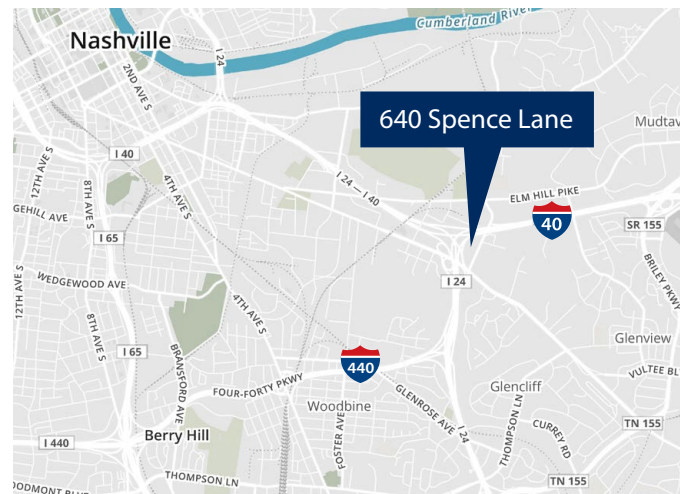 Cumberland River
Nashville
I 24
2ND AVE S
640 Spence Lane
Mudtav
I 40
12TH AVE S
8TH AVE S
4TH AVE S
I 24 — I 40
ELM HILL PIKE
40
GEHILL AVE
I 65
SR 155
BRILEY PKWY
I 24
WEDGEWOOD AVE
12TH AVE S
8TH AVE S
4TH AVE S
I 65
BRANSFORD AVE
440
Glenview
VULTEE BL
FOUR-FORTY PKWY
GLENROSE AVE
Glencliff
Woodbine
THOMPSON LN
CURREY RD
TN 155
I 440
Berry Hill
FOSTER AVE
I 24
THOMPSON LN
TN 155
ODMONT BL